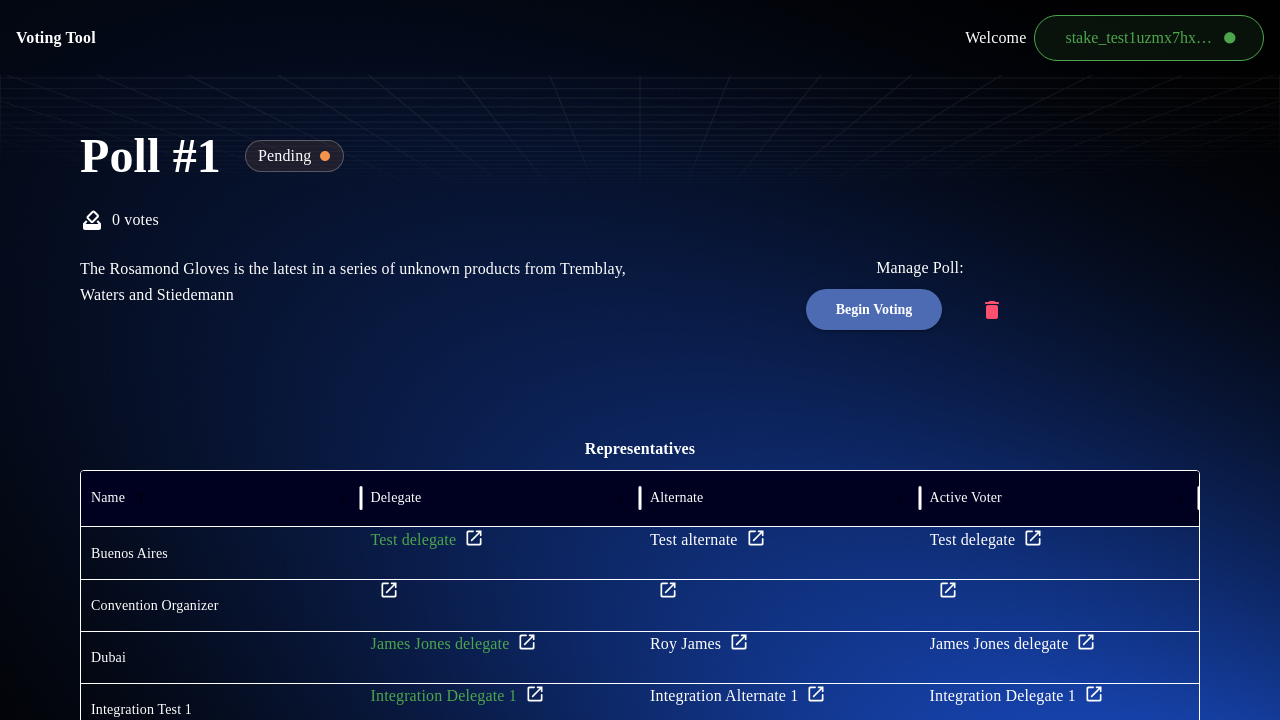 Voting Tool
Welcome stake_test1uzmx7hx…
Poll #1 Pending
0 votes
The Rosamond Gloves is the latest in a series of unknown products from Tremblay,
Waters and Stiedemann
Manage Poll:
Begin Voting
Representatives
Name Delegate Alternate Active Voter
Buenos Aires Test delegate Test alternate Test delegate
Convention Organizer
Dubai James Jones delegate Roy James James Jones delegate
Integration Test 1 Integration Delegate 1 Integration Alternate 1 Integration Delegate 1